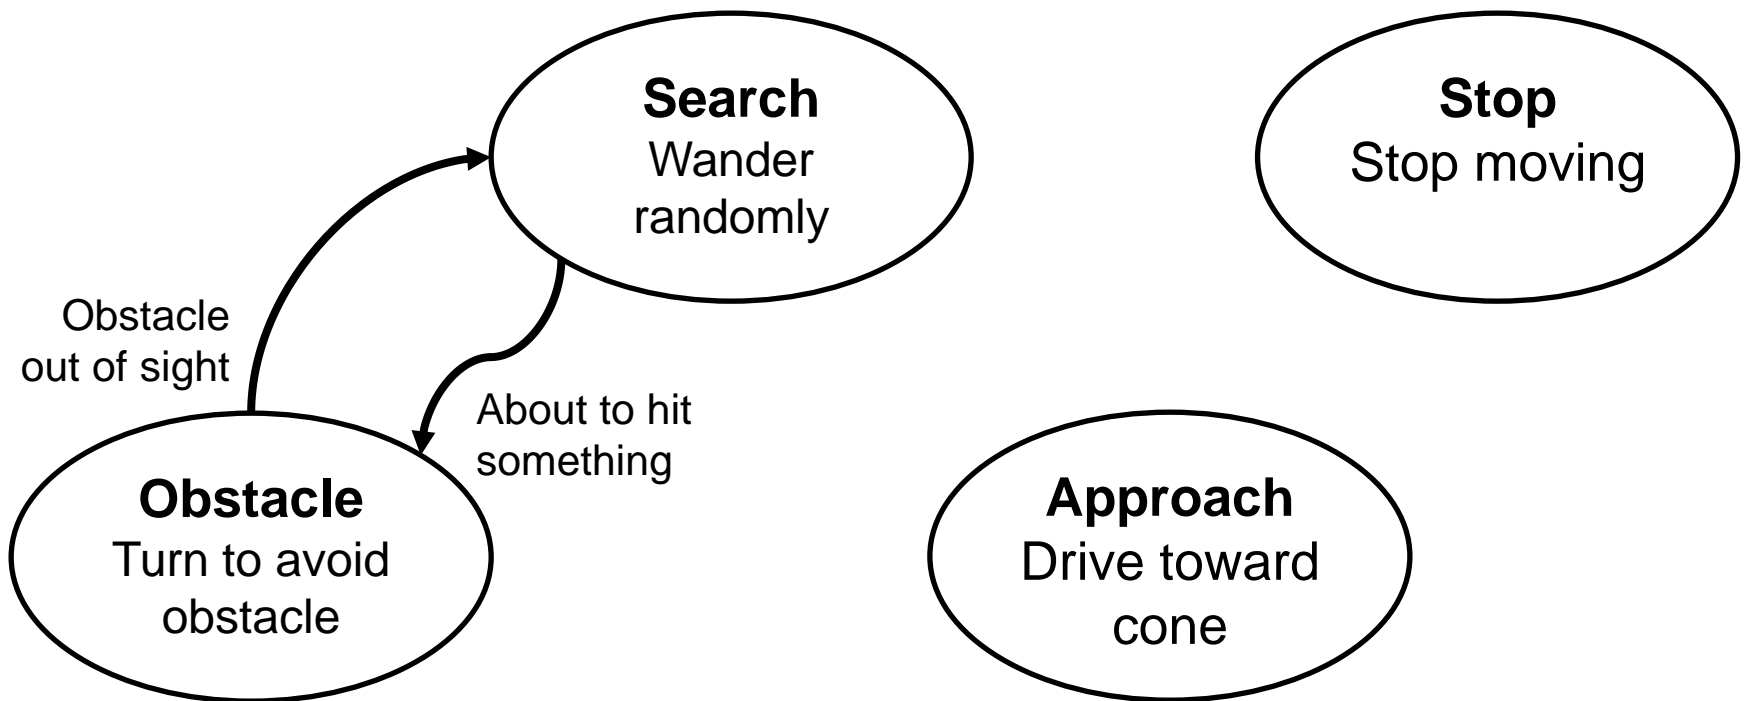 Search
Wander
randomly
Stop
Stop moving
Obstacle
out of sight
About to hit
something
Obstacle
Turn to avoid
obstacle
Approach
Drive toward
cone